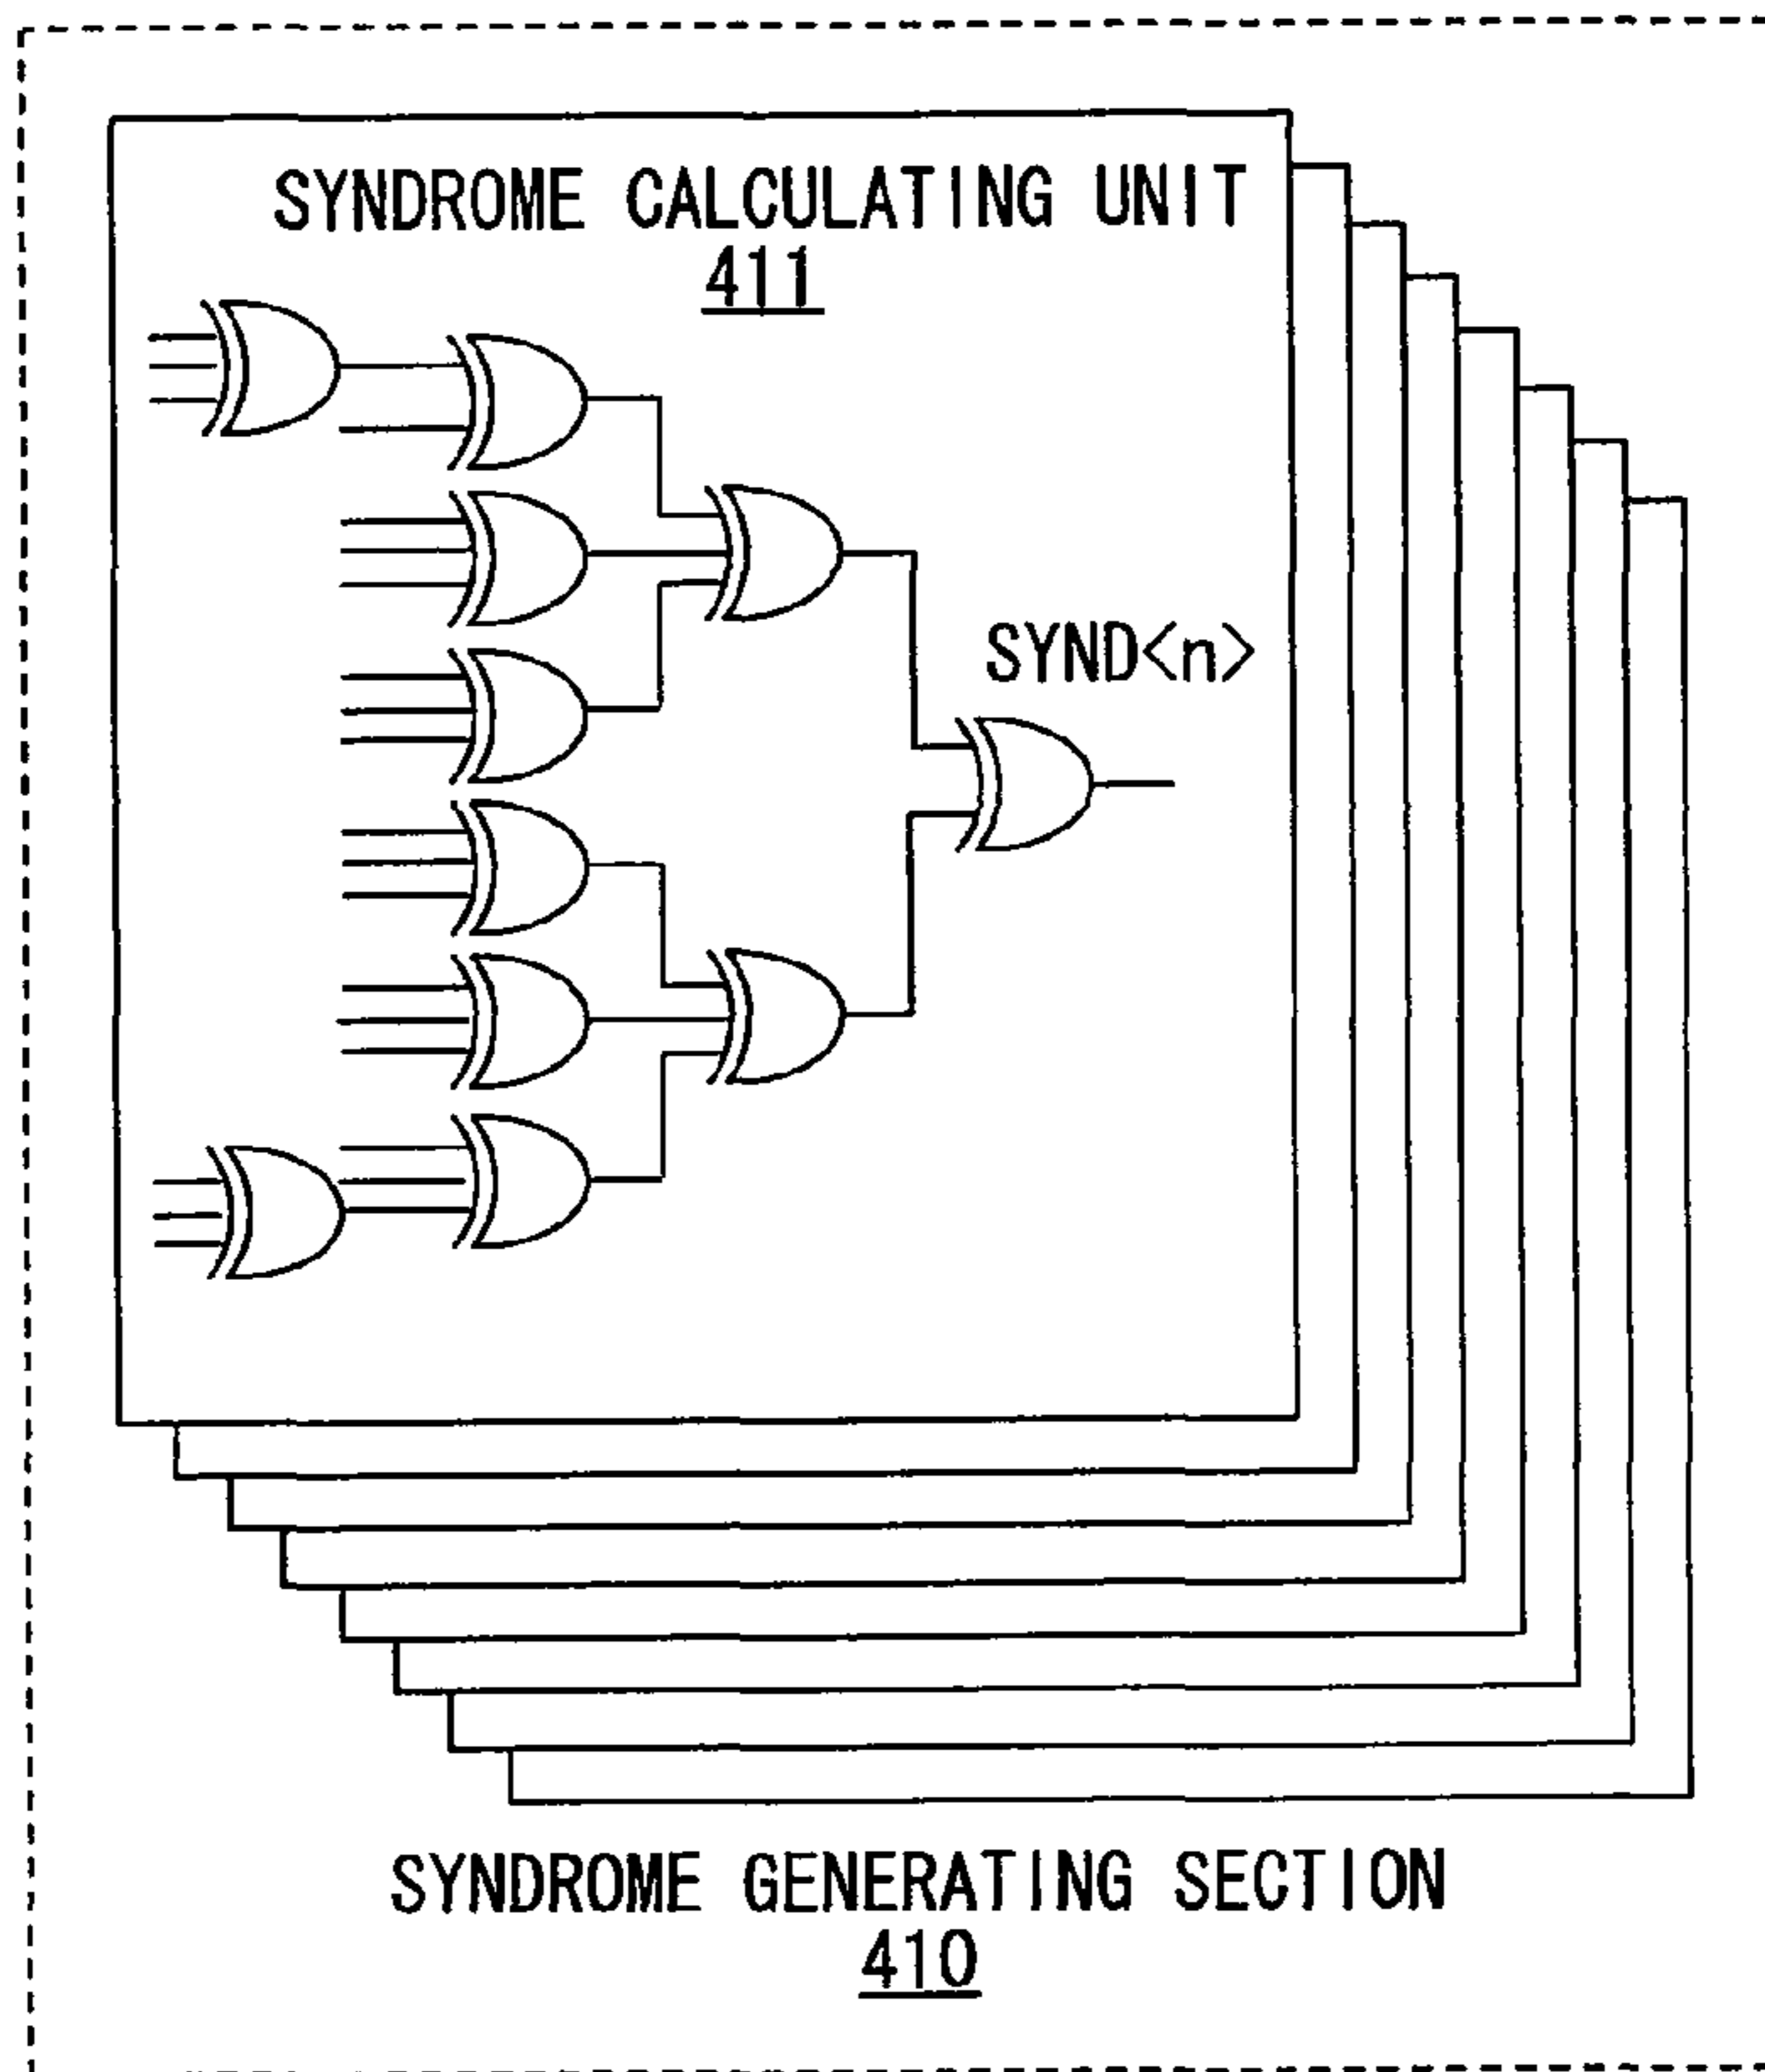 SYNDROME CALCULATING UNIT
411
SYND<n>
SYNDROME GENERATING SECTION
410